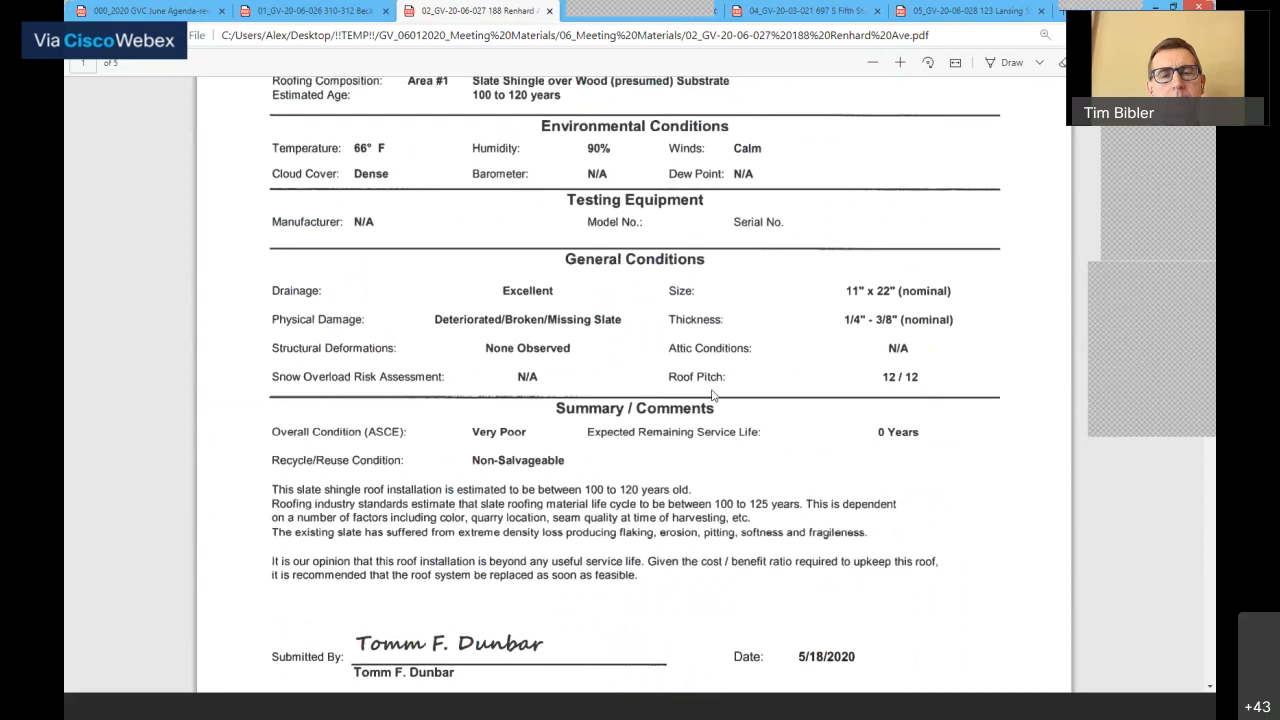 000_2020 GVC June Agenda-re
01_GV-20-06-026 310-312 Beck
02_GV-20-06-027 188 Renhard A
04_GV-20-03-021 697 S Fifth St
05_GV-20-06-028 123 Lansing S
Via Cisco Webex
File C:/Users/Alex/Desktop/!!TEMP!!/GV_06012020_Meeting%20Materials/06_Meeting%20Materials/02_GV-20-06-027%20188%20Renhard%20Ave.pdf
1 of 5
Draw
Tim Bibler
Roofing Composition: Area #1 Slate Shingle over Wood (presumed) Substrate
Estimated Age: 100 to 120 years
Environmental Conditions
Temperature: 66° F Humidity: 90% Winds: Calm
Cloud Cover: Dense Barometer: N/A Dew Point: N/A
Testing Equipment
Manufacturer: N/A Model No.: Serial No.
General Conditions
Drainage: Excellent Size: 11" x 22" (nominal)
Physical Damage: Deteriorated/Broken/Missing Slate Thickness: 1/4" - 3/8" (nominal)
Structural Deformations: None Observed Attic Conditions: N/A
Snow Overload Risk Assessment: N/A Roof Pitch: 12 / 12
Summary / Comments
Overall Condition (ASCE): Very Poor Expected Remaining Service Life: 0 Years
Recycle/Reuse Condition: Non-Salvageable
This slate shingle roof installation is estimated to be between 100 to 120 years old.
Roofing industry standards estimate that slate roofing material life cycle to be between 100 to 125 years. This is dependent
on a number of factors including color, quarry location, seam quality at time of harvesting, etc.
The existing slate has suffered from extreme density loss producing flaking, erosion, pitting, softness and fragileness.
It is our opinion that this roof installation is beyond any useful service life. Given the cost / benefit ratio required to upkeep this roof,
it is recommended that the roof system be replaced as soon as feasible.
Tomm F. Dunbar
Submitted By: Date: 5/18/2020
Tomm F. Dunbar
+43